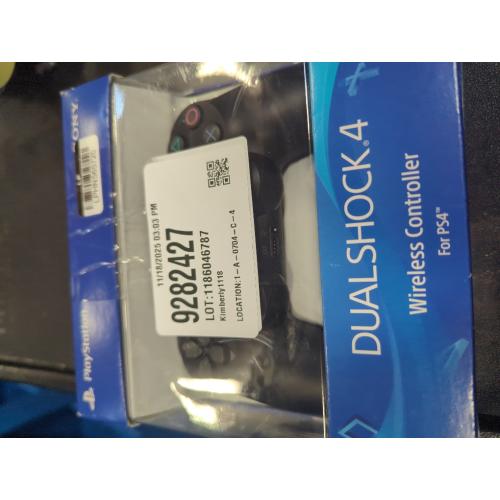 SONY
PlayStation
LPHNE665726
11/18/2025 03:03 PM
9282427
LOT:1186046787
Kimberly1118
LOCATION:1-A-0704-C-4
DUALSHOCK®4
Wireless Controller
For PS4™